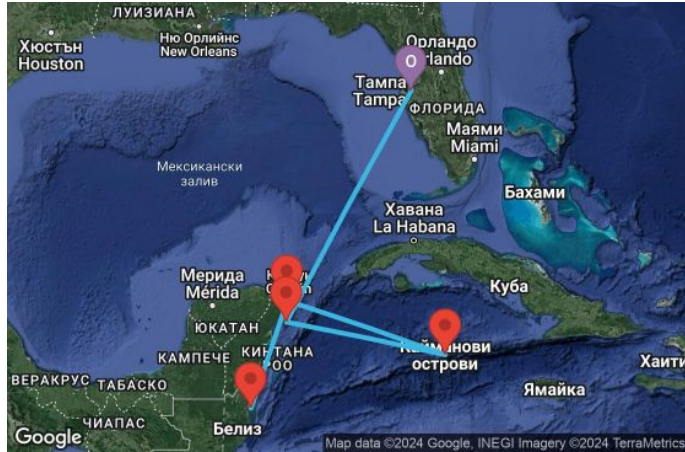 ЛУИЗИАНА
Хюстън
Houston
Ню Орлийнс
New Orleans
Орландо
Orlando
O
Тампа
Tampa
ФЛОРИДА
Маями
Miami
Мексикански
залив
Бахами
Хавана
La Habana
Мерида
Mérida
Куба
ЮКАТАН
КАМПЕЧЕ
КИНТАНА
РОО
Кайманови
острови
Хаити
ВЕРАКРУС
ТАБАСКО
Ямайка
ЧИАПАС
Белиз
Google
Map data ©2024 Google, INEGI Imagery ©2024 TerraMetrics